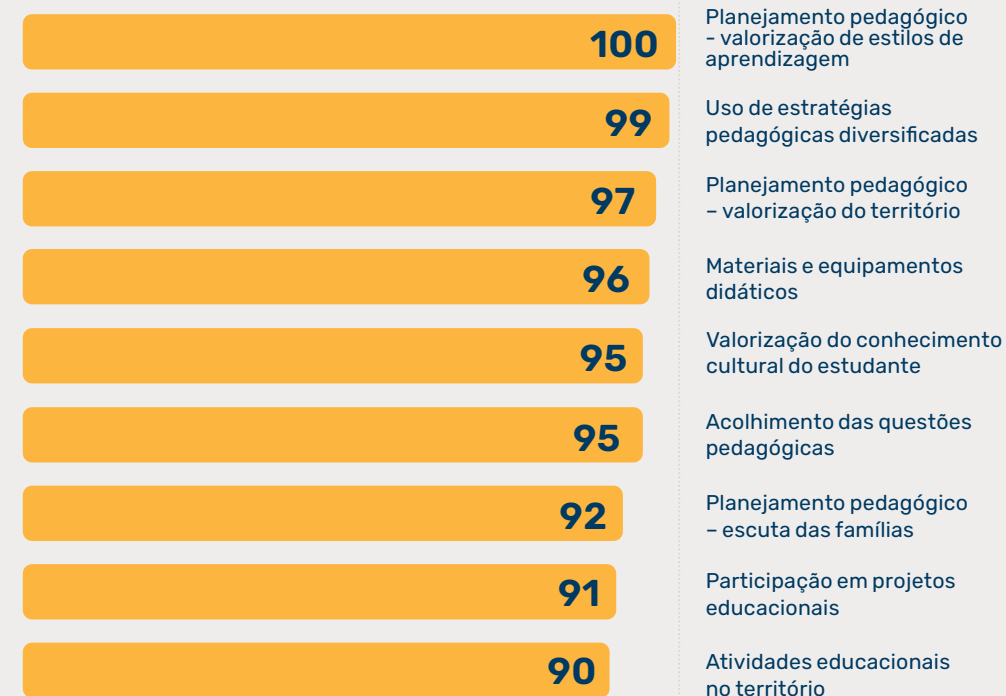 100
Planejamento pedagógico
- valorização de estilos de
aprendizagem
99
Uso de estratégias
pedagógicas diversificadas
97
Planejamento pedagógico
– valorização do território
96
Materiais e equipamentos
didáticos
95
Valorização do conhecimento
cultural do estudante
95
Acolhimento das questões
pedagógicas
92
Planejamento pedagógico
– escuta das famílias
91
Participação em projetos
educacionais
90
Atividades educacionais
no território